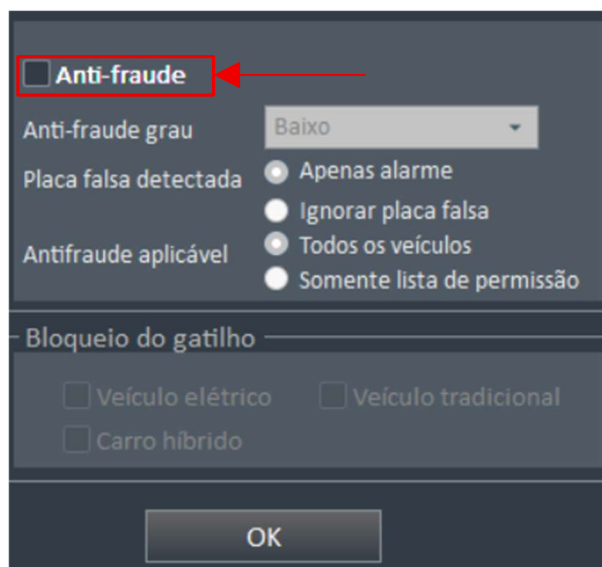 Anti-fraude
Anti-fraude grau Baixo
Placa falsa detectada Apenas alarme
Ignorar placa falsa
Antifraude aplicável Todos os veículos
Somente lista de permissão
Bloqueio do gatilho
Veículo elétrico Veículo tradicional
Carro híbrido
OK